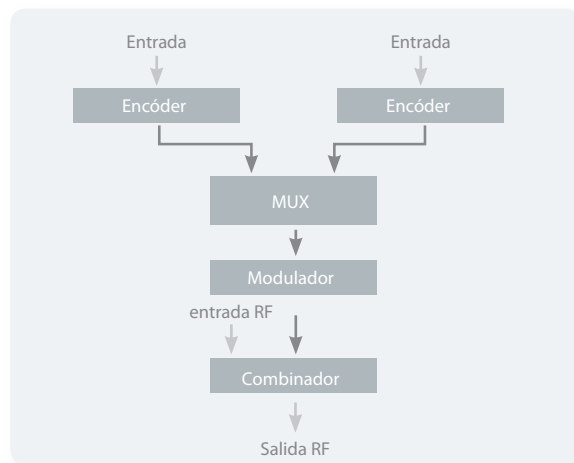 Entrada
Entrada
Encóder
Encóder
MUX
Modulador
entrada RF
Combinador
Salida RF